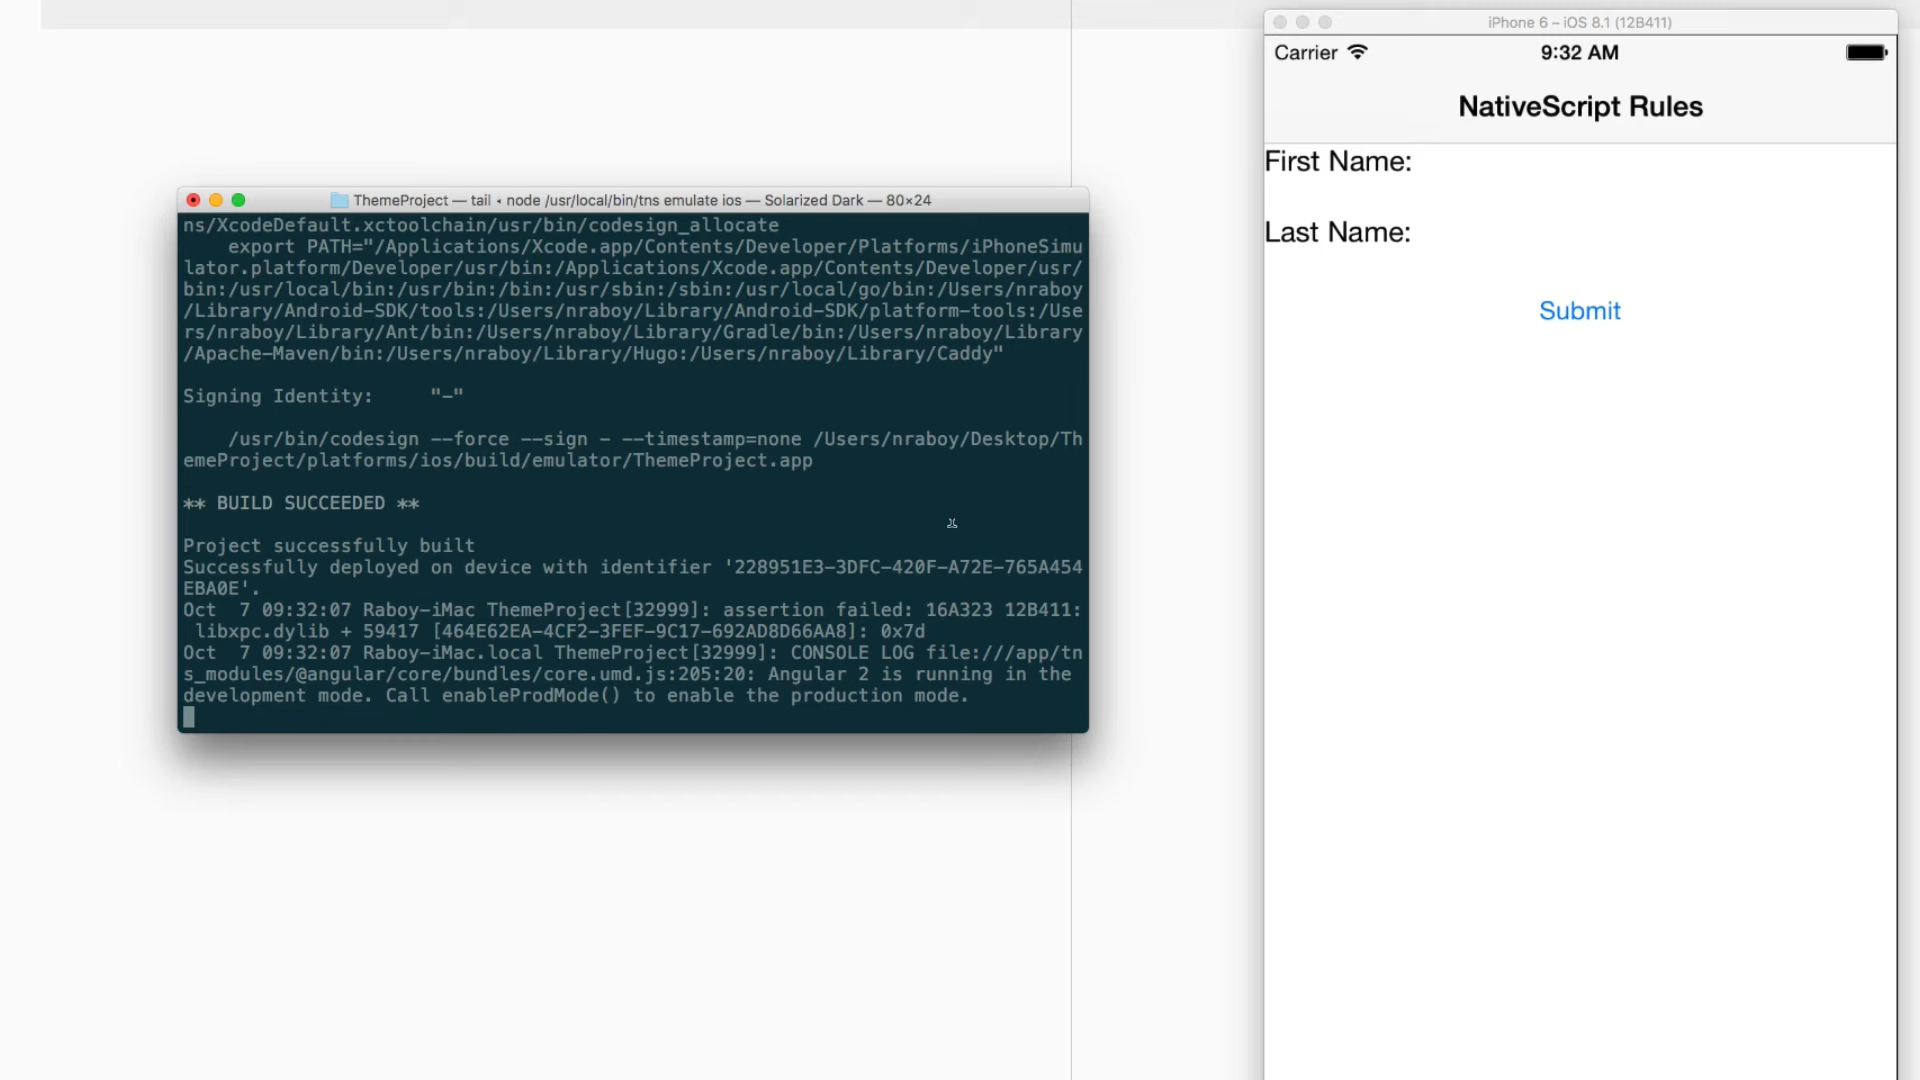 ThemeProject — tail ◂ node /usr/local/bin/tns emulate ios — Solarized Dark — 80×24
ns/XcodeDefault.xctoolchain/usr/bin/codesign_allocate
export PATH="/Applications/Xcode.app/Contents/Developer/Platforms/iPhoneSimu
lator.platform/Developer/usr/bin:/Applications/Xcode.app/Contents/Developer/usr/
bin:/usr/local/bin:/usr/bin:/bin:/usr/sbin:/sbin:/usr/local/go/bin:/Users/nraboy
/Library/Android-SDK/tools:/Users/nraboy/Library/Android-SDK/platform-tools:/Use
rs/nraboy/Library/Ant/bin:/Users/nraboy/Library/Gradle/bin:/Users/nraboy/Library
/Apache-Maven/bin:/Users/nraboy/Library/Hugo:/Users/nraboy/Library/Caddy"
Signing Identity:     "-"
/usr/bin/codesign --force --sign - --timestamp=none /Users/nraboy/Desktop/Th
emeProject/platforms/ios/build/emulator/ThemeProject.app
** BUILD SUCCEEDED **
Project successfully built
Successfully deployed on device with identifier '228951E3-3DFC-420F-A72E-765A454
EBA0E'.
Oct  7 09:32:07 Raboy-iMac ThemeProject[32999]: assertion failed: 16A323 12B411:
libxpc.dylib + 59417 [464E62EA-4CF2-3FEF-9C17-692AD8D66AA8]: 0x7d
Oct  7 09:32:07 Raboy-iMac.local ThemeProject[32999]: CONSOLE LOG file:///app/tn
s_modules/@angular/core/bundles/core.umd.js:205:20: Angular 2 is running in the
development mode. Call enableProdMode() to enable the production mode.
iPhone 6 – iOS 8.1 (12B411)
Carrier 9:32 AM
NativeScript Rules
First Name:
Last Name:
Submit